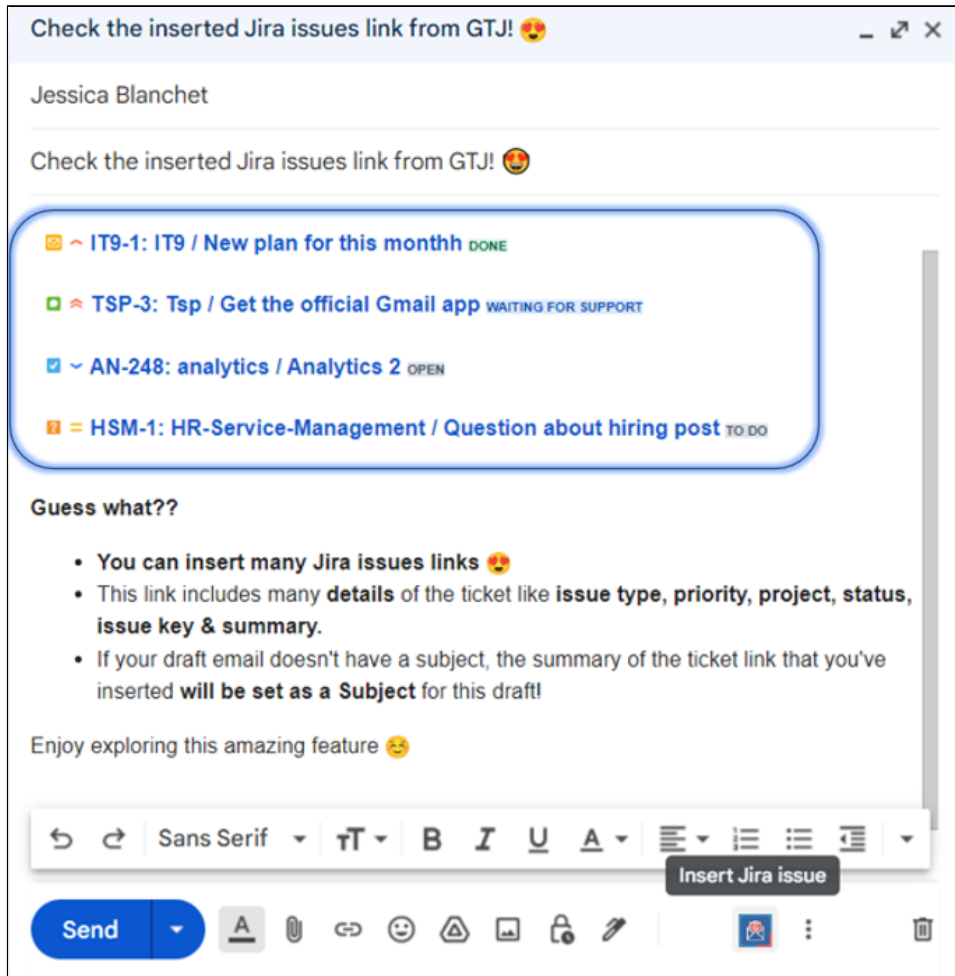 Check the inserted Jira issues link from GTJ! 😍
Jessica Blanchet
Check the inserted Jira issues link from GTJ! 😍
IT9-1: IT9 / New plan for this monthh DONE
TSP-3: Tsp / Get the official Gmail app WAITING FOR SUPPORT
AN-248: analytics / Analytics 2 OPEN
HSM-1: HR-Service-Management / Question about hiring post TO DO
Guess what??
• You can insert many Jira issues links 😍
• This link includes many details of the ticket like issue type, priority, project, status,
issue key & summary.
• If your draft email doesn't have a subject, the summary of the ticket link that you've
inserted will be set as a Subject for this draft!
Enjoy exploring this amazing feature ☺️
Sans Serif
Insert Jira issue
Send